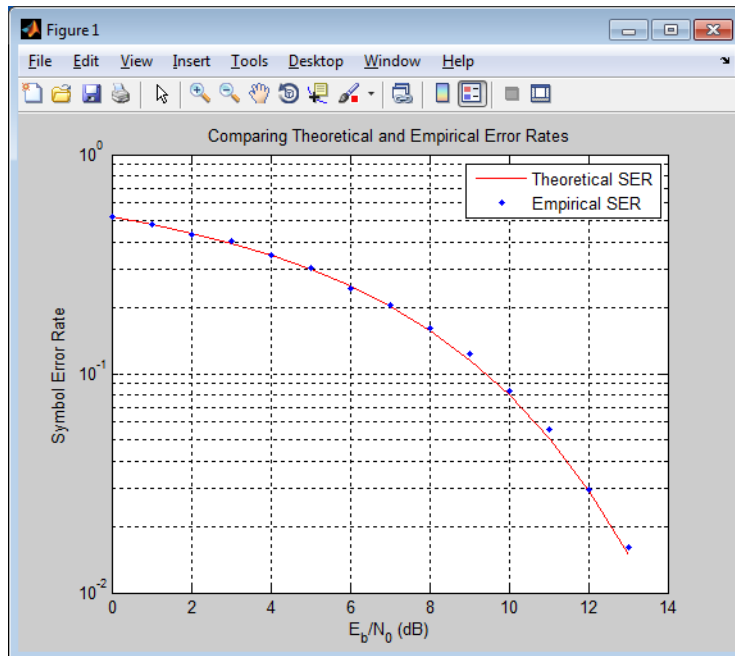 Figure 1
File Edit View Insert Tools Desktop Window Help
Comparing Theoretical and Empirical Error Rates
10^0
Theoretical SER
Empirical SER
Symbol Error Rate
10^-1
10^-2
0 2 4 6 8 10 12 14
E_b/N_0 (dB)